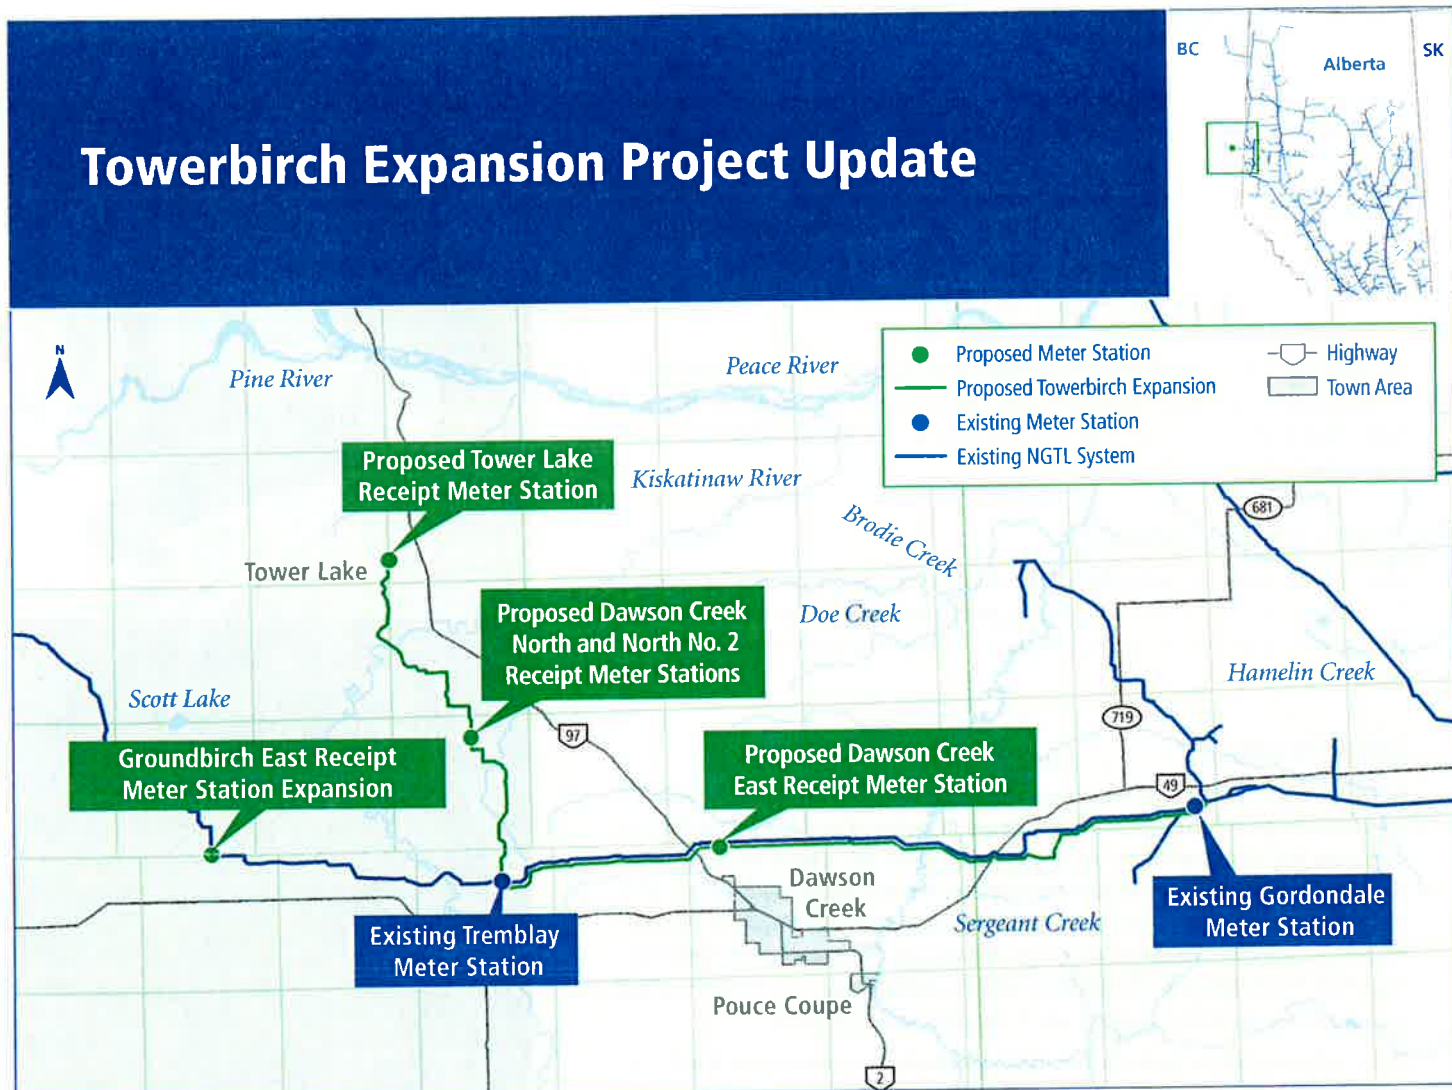 Towerbirch Expansion Project Update
BC
Alberta
SK
N
Pine River
Peace River
Proposed Meter Station
Proposed Towerbirch Expansion
Existing Meter Station
Existing NGTL System
Highway
Town Area
Proposed Tower Lake
Receipt Meter Station
Kiskatinaw River
Brodie Creek
681
Tower Lake
Proposed Dawson Creek
North and North No. 2
Receipt Meter Stations
Doe Creek
Hamelin Creek
Scott Lake
719
97
Groundbirch East Receipt
Meter Station Expansion
Proposed Dawson Creek
East Receipt Meter Station
49
Dawson
Creek
Existing Tremblay
Meter Station
Sergeant Creek
Existing Gordondale
Meter Station
Pouce Coupe
2